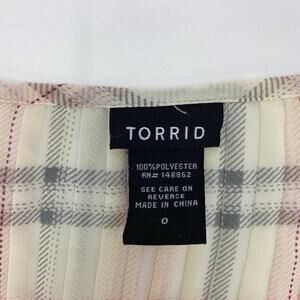 TORRID
100%POLYESTER
RN# 148862
SEE CARE ON
REVERSE
MADE IN CHINA
0